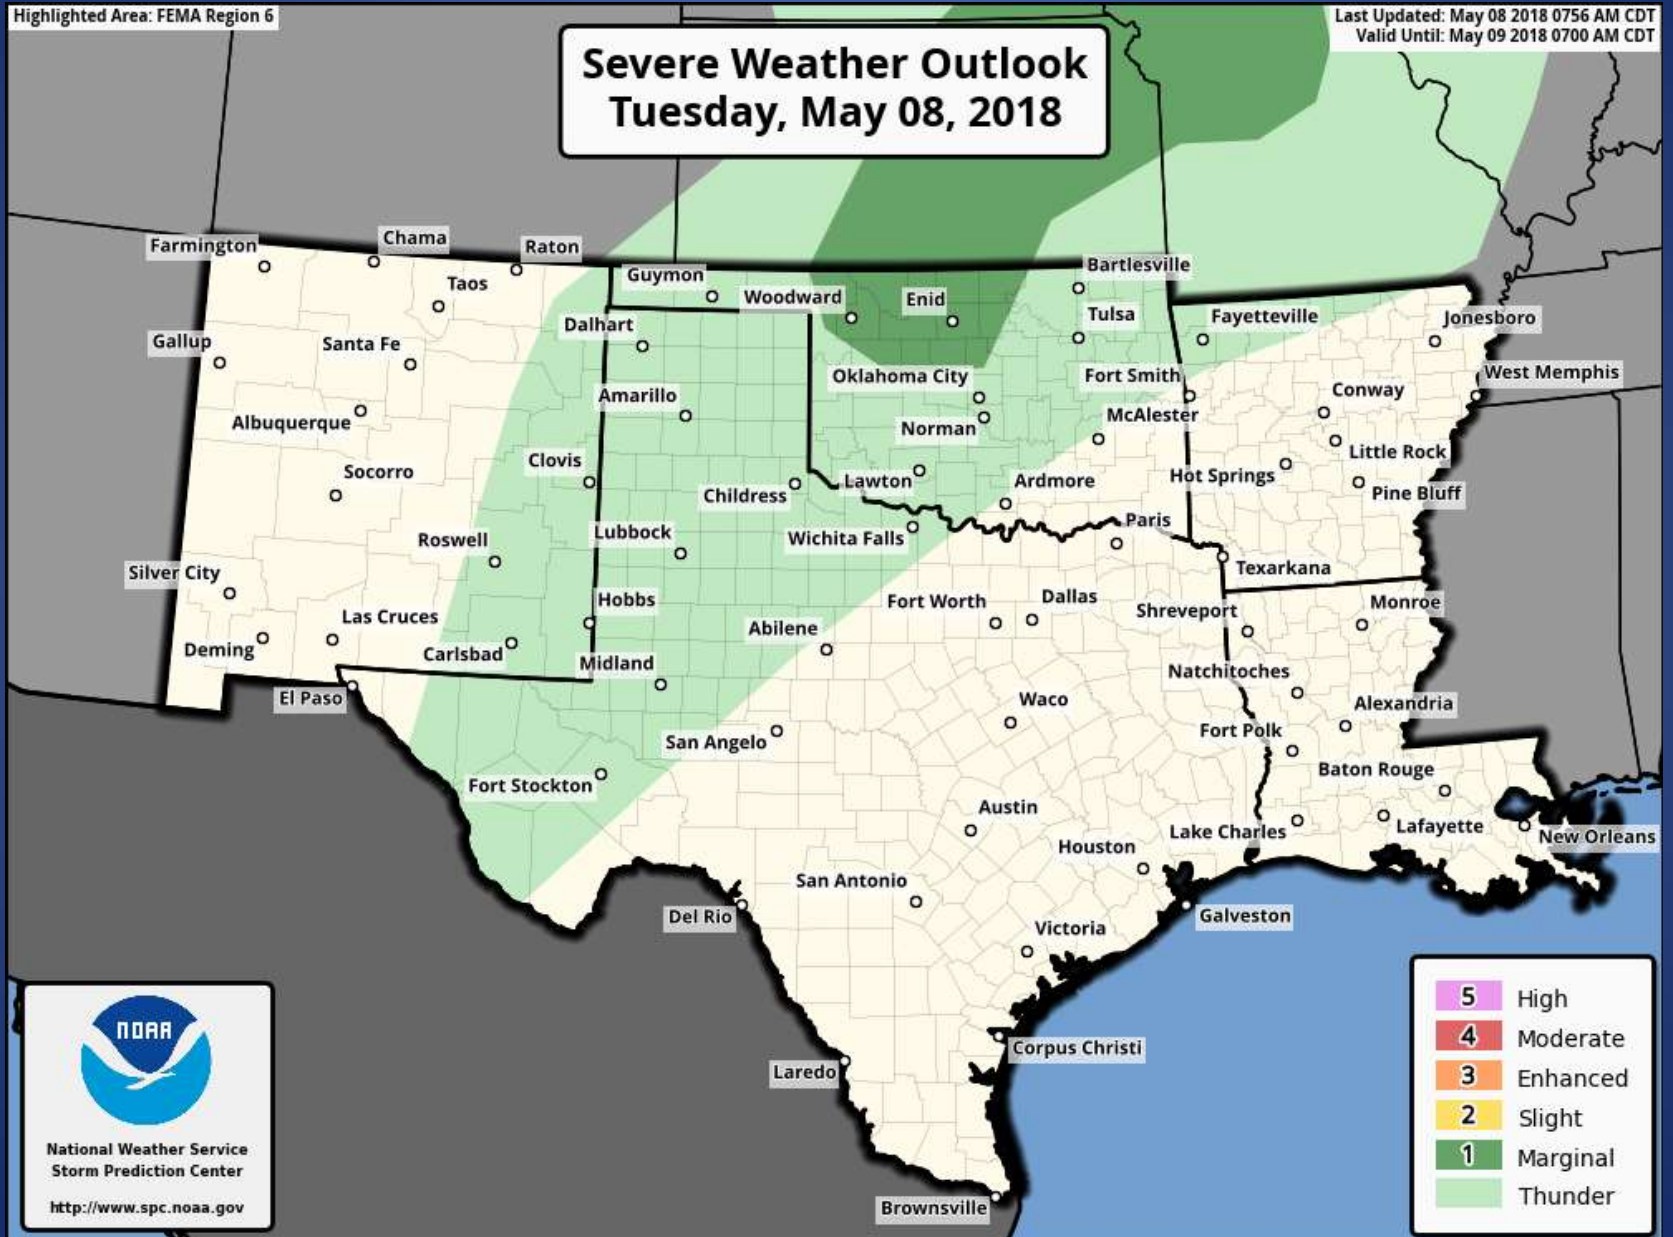 Highlighted Area: FEMA Region 6
Last Updated: May 08 2018 0756 AM CDT
Valid Until: May 09 2018 0700 AM CDT
Severe Weather Outlook
Tuesday, May 08, 2018
Farmington
Chama
Raton
Taos
Guymon
Woodward
Enid
Bartlesville
Tulsa
Fayetteville
Jonesboro
Gallup
Santa Fe
Dalhart
Oklahoma City
Fort Smith
West Memphis
Albuquerque
Amarillo
Norman
McAlester
Conway
Little Rock
Socorro
Clovis
Childress
Lawton
Ardmore
Hot Springs
Pine Bluff
Roswell
Lubbock
Wichita Falls
Paris
Texarkana
Silver City
Las Cruces
Hobbs
Fort Worth
Dallas
Shreveport
Monroe
Deming
Carlsbad
Midland
Abilene
Natchitoches
El Paso
San Angelo
Waco
Fort Polk
Alexandria
Fort Stockton
Baton Rouge
Austin
Houston
Lake Charles
Lafayette
New Orleans
San Antonio
Del Rio
Victoria
Galveston
Corpus Christi
Laredo
Brownsville
NOAA
National Weather Service
Storm Prediction Center
http://www.spc.noaa.gov
5 High
4 Moderate
3 Enhanced
2 Slight
1 Marginal
Thunder